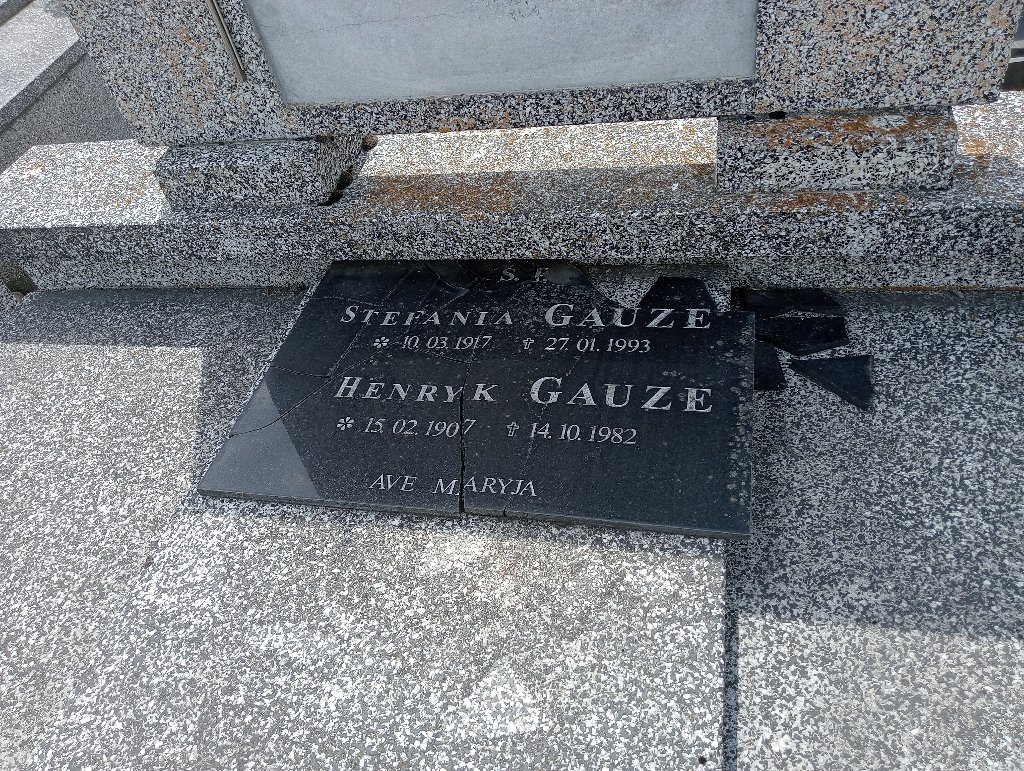 Ś. P.
STEFANIA GAUZE
* 10.03.1917 ✝ 27.01.1993
HENRYK GAUZE
* 15.02.1907 ✝ 14.10.1982
AVE MARYJA